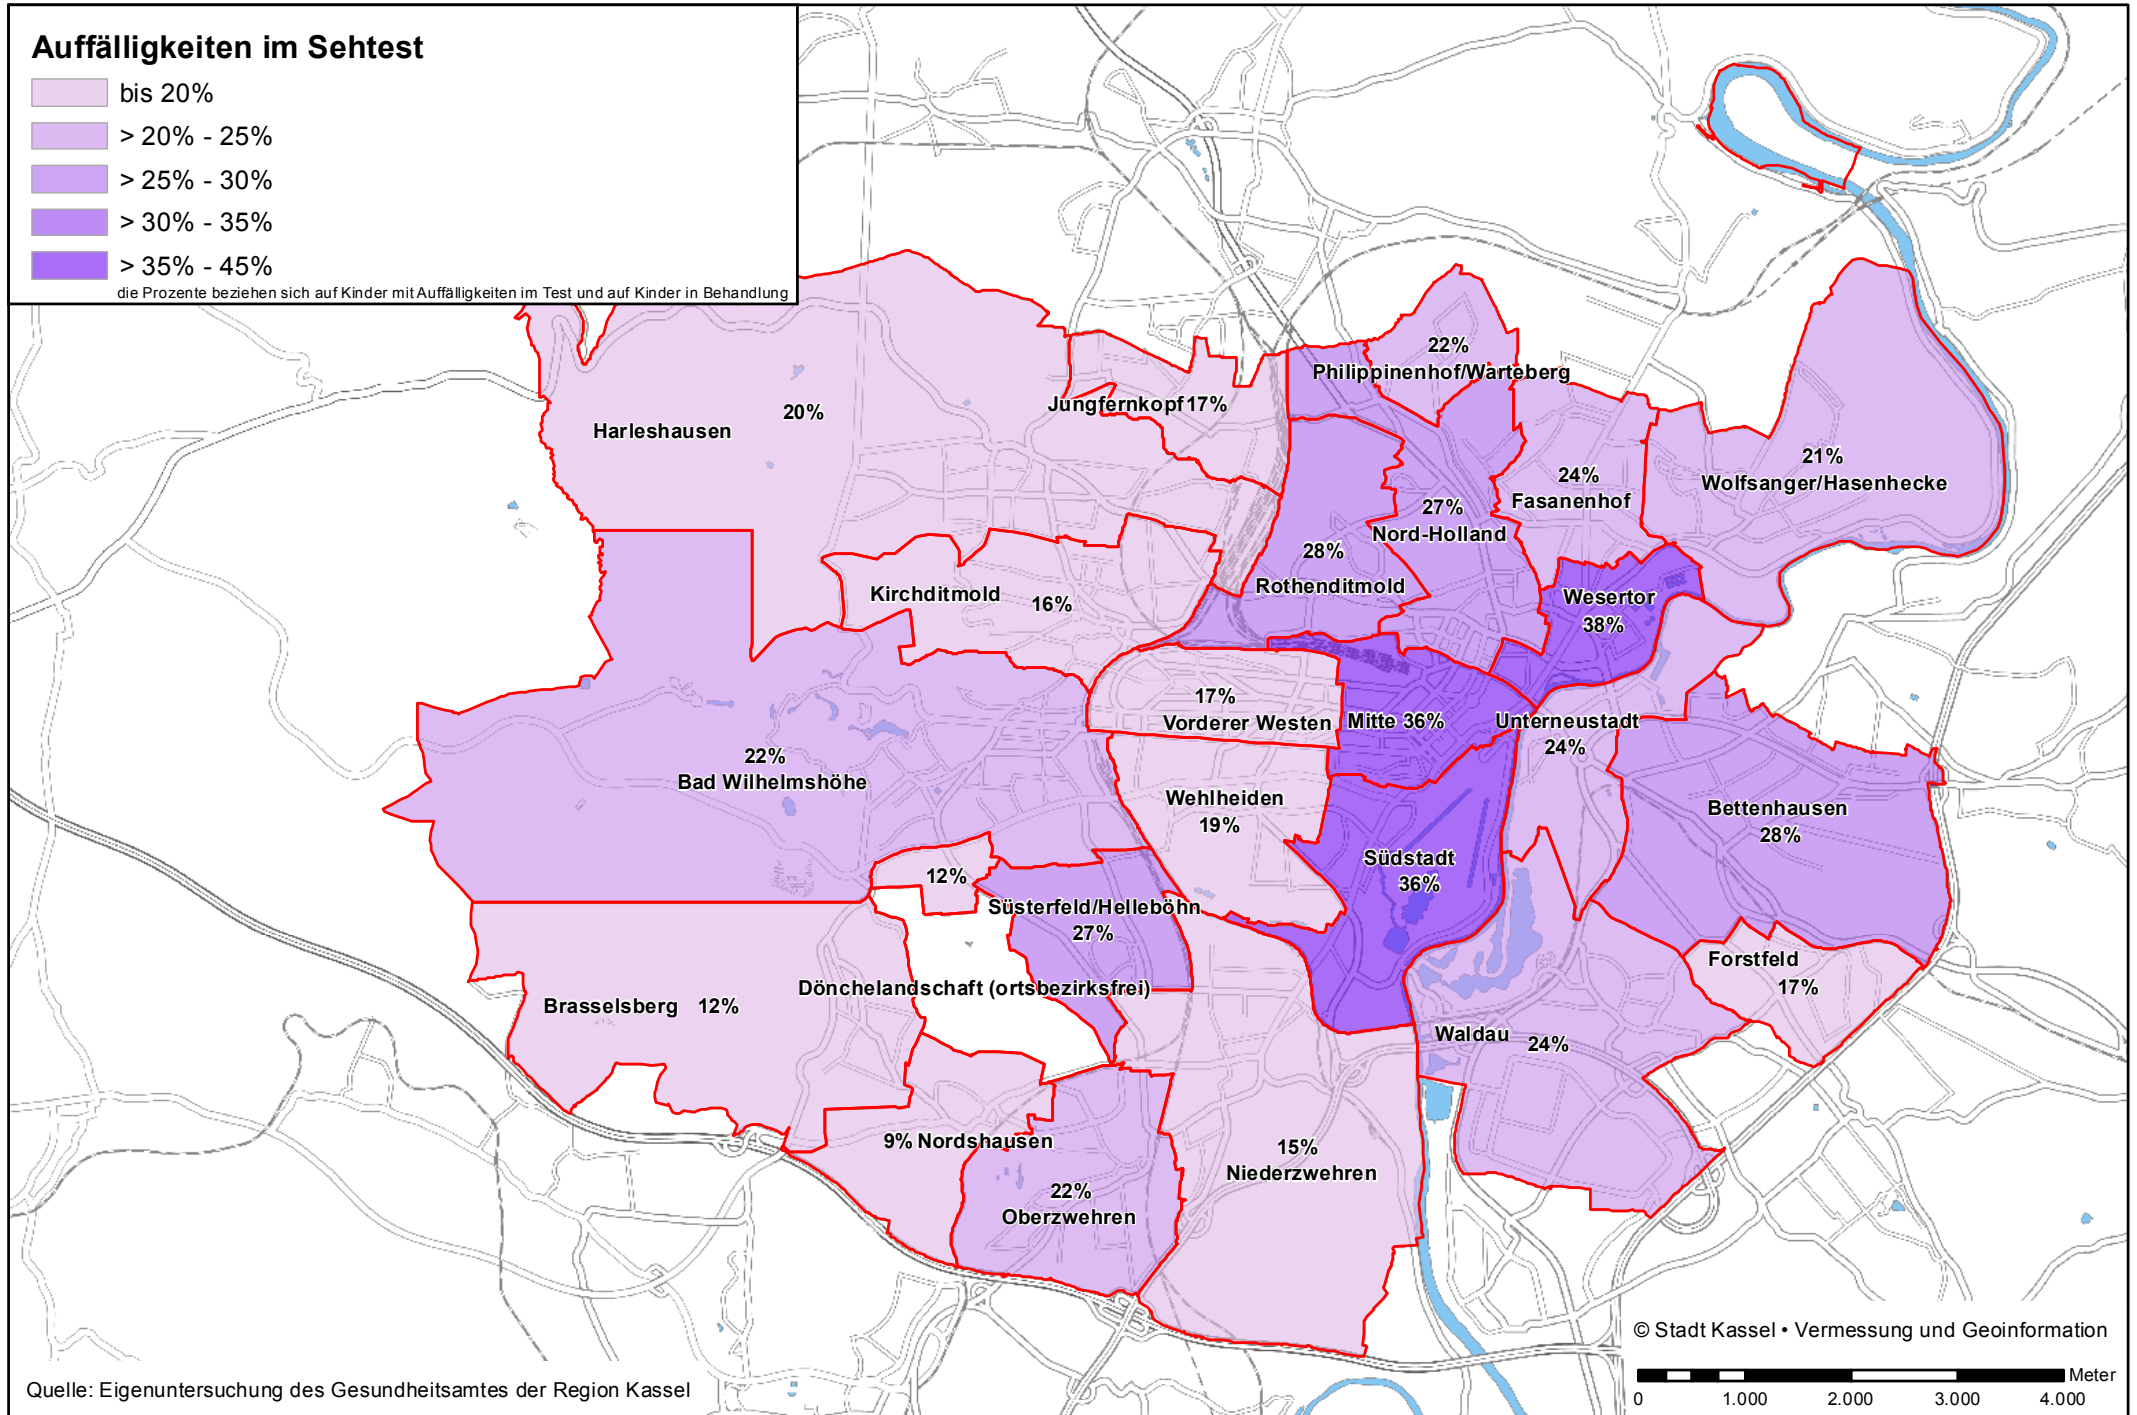 Auffälligkeiten im Sehtest
bis 20%
> 20% - 25%
> 25% - 30%
> 30% - 35%
> 35% - 45%
die Prozente beziehen sich auf Kinder mit Auffälligkeiten im Test und auf Kinder in Behandlung
22%
Philippinenhof/Warteberg
Jungfernkopf 17%
20%
Harleshausen
21%
Wolfsanger/Hasenhecke
24%
Fasanenhof
27%
Nord-Holland
28%
Rothenditmold
Kirchditmold 16%
Wesertor
38%
17%
Vorderer Westen
Mitte 36%
Unterneustadt
24%
22%
Bad Wilhelmshöhe
Wehlheiden
19%
Bettenhausen
28%
Südstadt
36%
12%
Süsterfeld/Helleböhn
27%
Forstfeld
17%
Dönchelandschaft (ortsbezirksfrei)
Brasselsberg 12%
Waldau 24%
9% Nordshausen
15%
Niederzwehren
22%
Oberzwehren
© Stadt Kassel • Vermessung und Geoinformation
Meter
0 1.000 2.000 3.000 4.000
Quelle: Eigenuntersuchung des Gesundheitsamtes der Region Kassel